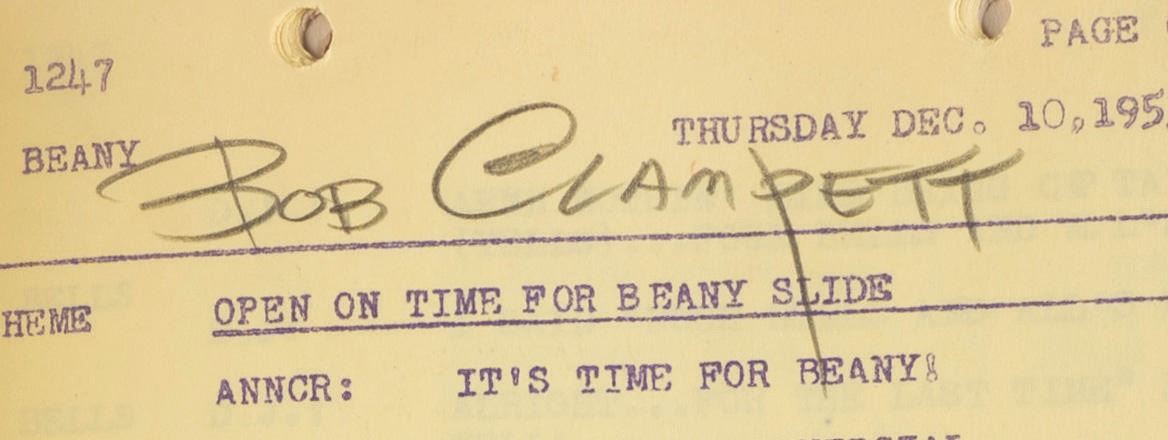 PAGE
1247
THURSDAY DEC. 10, 195
BEANY
BOB CLAMPETT
HEME OPEN ON TIME FOR BEANY SLIDE
ANNCR: IT'S TIME FOR BEANY!